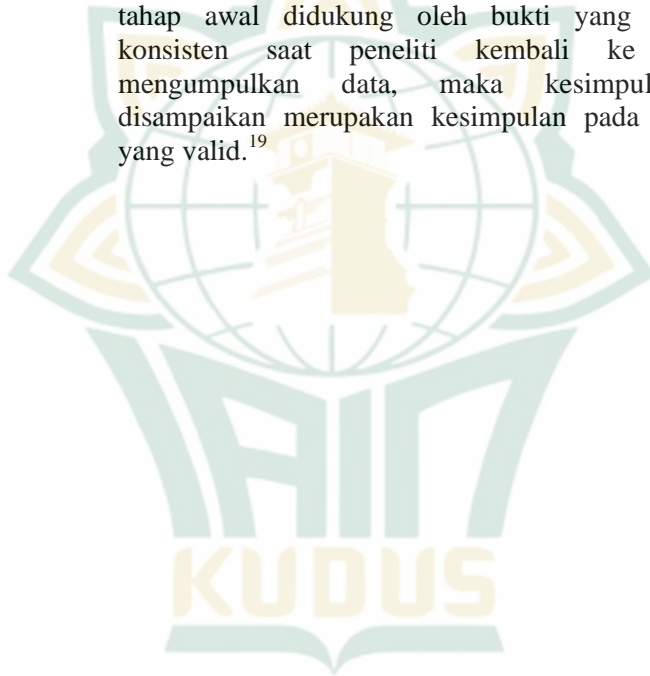 tahap awal didukung oleh bukti yang
konsisten saat peneliti kembali ke
mengumpulkan data, maka kesimpul
disampaikan merupakan kesimpulan pada
yang valid.19
IAIN
KUDUS